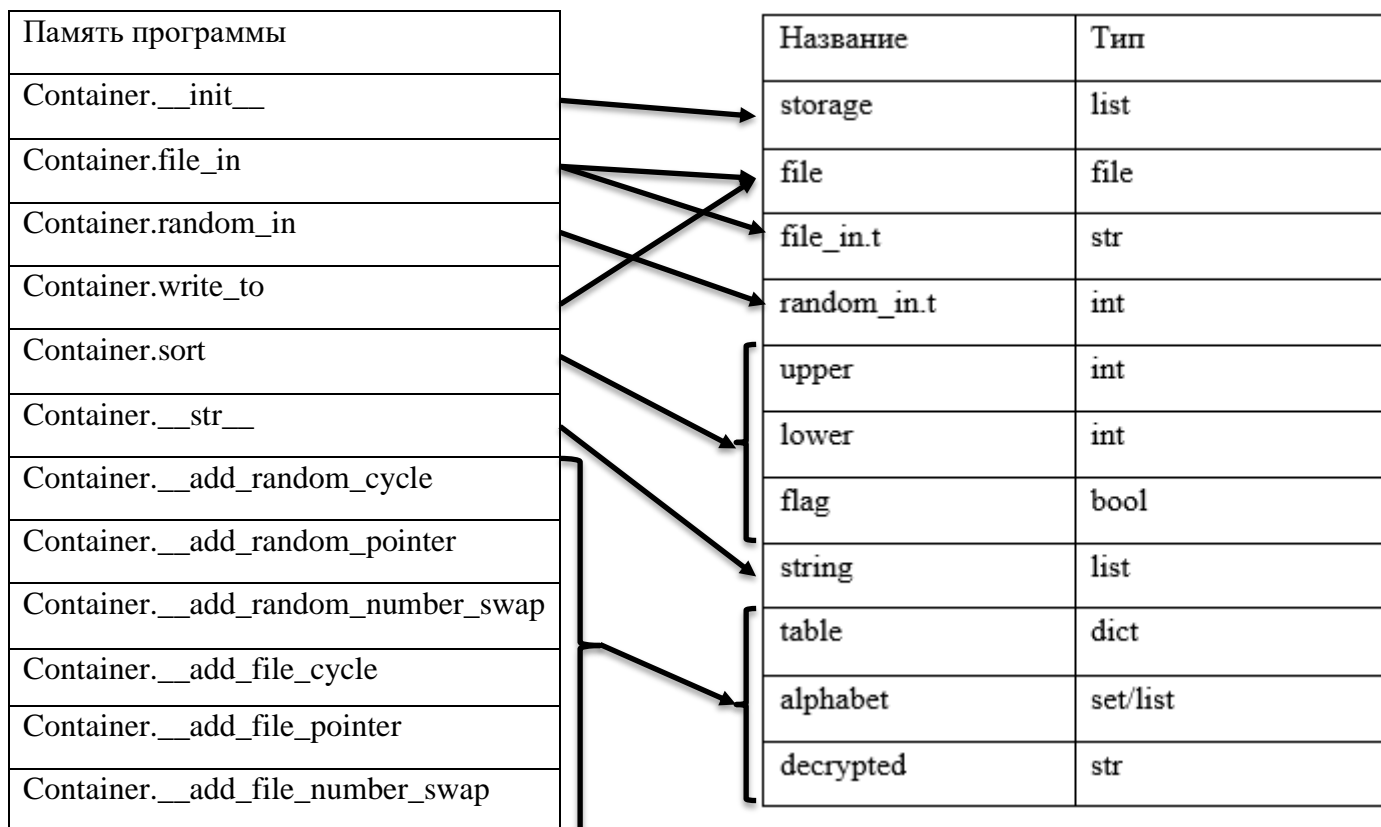 Память программы
Container.__init__
Container.file_in
Container.random_in
Container.write_to
Container.sort
Container.__str__
Container.__add_random_cycle
Container.__add_random_pointer
Container.__add_random_number_swap
Container.__add_file_cycle
Container.__add_file_pointer
Container.__add_file_number_swap
Название Тип
storage list
file file
file_in.t str
random_in.t int
upper int
lower int
flag bool
string list
table dict
alphabet set/list
decrypted str